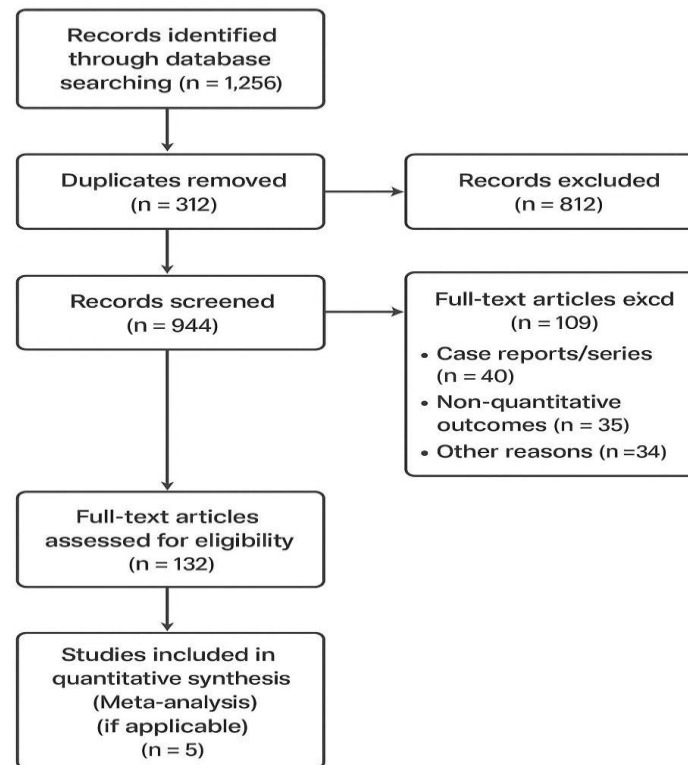 Records identified
through database
searching (n = 1,256)
Duplicates removed
(n = 312)
Records excluded
(n = 812)
Records screened
(n = 944)
Full-text articles excd
(n = 109)
• Case reports/series
(n = 40)
• Non-quantitative
outcomes (n = 35)
• Other reasons (n =34)
Full-text articles
assessed for eligibility
(n = 132)
Studies included in
quantitative synthesis
(Meta-analysis)
(if applicable)
(n = 5)